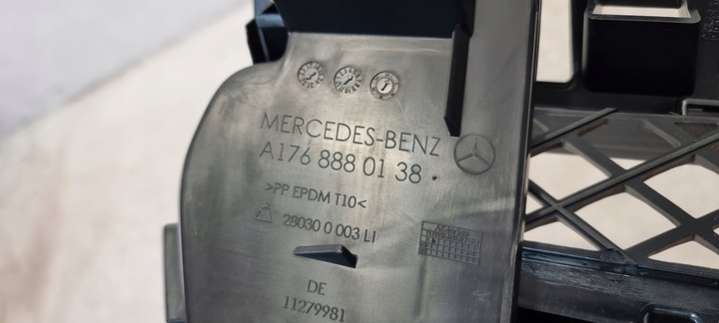 MERCEDES-BENZ
A176 888 01 38
>PP EPDM T10<
28030 0 003 LI
DE
11279981